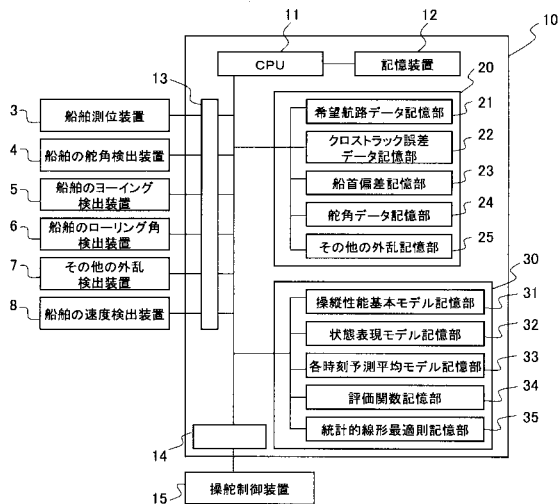 10
11
12
CPU
記憶装置
13
20
3
船舶測位装置
希望航路データ記憶部
21
4
船舶の舵角検出装置
クロストラック誤差
データ記憶部
22
5
船舶のヨーイング
検出装置
船首偏差記憶部
23
6
船舶のローリング角
検出装置
舵角データ記憶部
24
7
その他の外乱
検出装置
その他の外乱記憶部
25
8
船舶の速度検出装置
30
操縦性能基本モデル記憶部
31
状態表現モデル記憶部
32
各時刻予測平均モデル記憶部
33
評価関数記憶部
34
統計的線形最適則記憶部
35
14
操舵制御装置
15